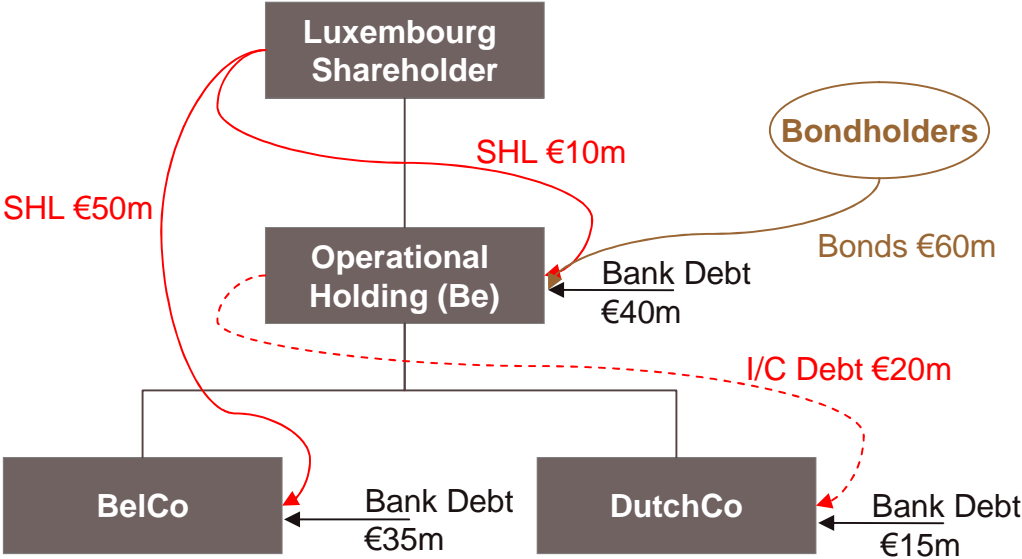 Luxembourg
Shareholder
Bondholders
SHL €10m
SHL €50m
Bonds €60m
Operational
Holding (Be)
Bank Debt
€40m
I/C Debt €20m
BelCo
Bank Debt
€35m
DutchCo
Bank Debt
€15m